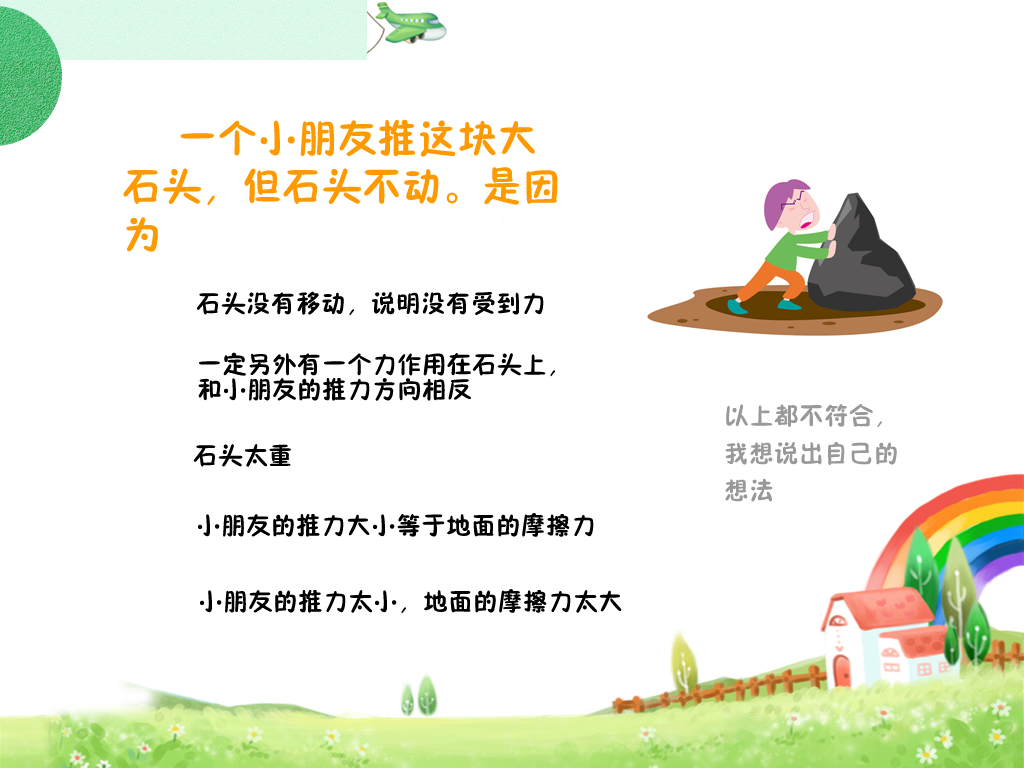 一个小朋友推这块大
石头，但石头不动。是因
为
石头没有移动，说明没有受到力
一定另外有一个力作用在石头上，
和小朋友的推力方向相反
石头太重
小朋友的推力大小等于地面的摩擦力
小朋友的推力太小，地面的摩擦力太大
以上都不符合，
我想说出自己的
想法